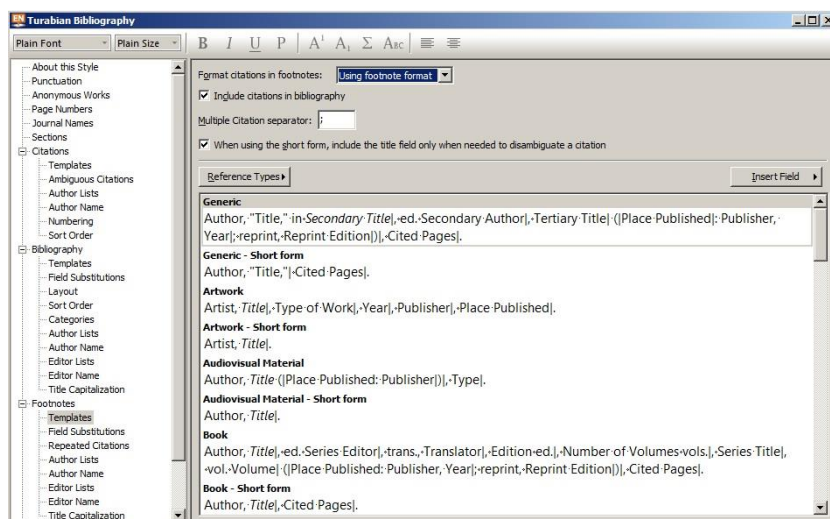 EN Turabian Bibliography
Plain Font Plain Size B I U P A¹ A₁ Σ Abc
About this Style
Punctuation
Anonymous Works
Page Numbers
Journal Names
Sections
Citations
Templates
Ambiguous Citations
Author Lists
Author Name
Numbering
Sort Order
Bibliography
Templates
Field Substitutions
Layout
Sort Order
Categories
Author Lists
Author Name
Editor Lists
Editor Name
Title Capitalization
Footnotes
Templates
Field Substitutions
Repeated Citations
Author Lists
Author Name
Editor Lists
Editor Name
Title Capitalization
Format citations in footnotes: Using footnote format
Include citations in bibliography
Multiple Citation separator: ;
When using the short form, include the title field only when needed to disambiguate a citation
Reference Types Insert Field
Generic
Author,·"Title,"·in·Secondary·Title|,·ed.·Secondary·Author|,·Tertiary·Title|·(|Place·Published|:·Publisher,·
Year|;·reprint,·Reprint·Edition|)|,·Cited·Pages|.
Generic - Short form
Author,·"Title,"|·Cited·Pages|.
Artwork
Artist,·Title|,·Type·of·Work|,·Year|,·Publisher|,·Place·Published|.
Artwork - Short form
Artist,·Title|.
Audiovisual Material
Author,·Title·(|Place·Published:·Publisher|)|,·Type|.
Audiovisual Material - Short form
Author,·Title|.
Book
Author,·Title|,·ed.·Series·Editor|,·trans.,·Translator|,·Edition·ed.|,·Number·of·Volumes·vols.|,·Series·Title|,
·vol.·Volume|·(|Place·Published:·Publisher,·Year|;·reprint,·Reprint·Edition|)|,·Cited·Pages|.
Book - Short form
Author,·Title|,·Cited·Pages|.